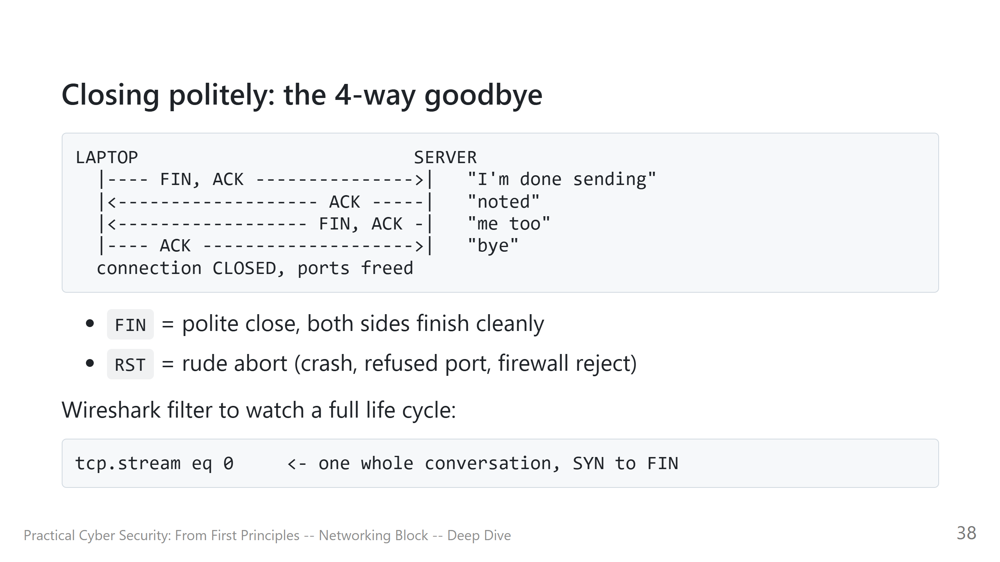 Closing politely: the 4-way goodbye
LAPTOP                          SERVER
  |---- FIN, ACK --------------->|   "I'm done sending"
  |<------------------- ACK -----|   "noted"
  |<------------------ FIN, ACK -|   "me too"
  |---- ACK -------------------->|   "bye"
  connection CLOSED, ports freed
• FIN = polite close, both sides finish cleanly
• RST = rude abort (crash, refused port, firewall reject)
Wireshark filter to watch a full life cycle:
tcp.stream eq 0     <- one whole conversation, SYN to FIN
Practical Cyber Security: From First Principles -- Networking Block -- Deep Dive
38